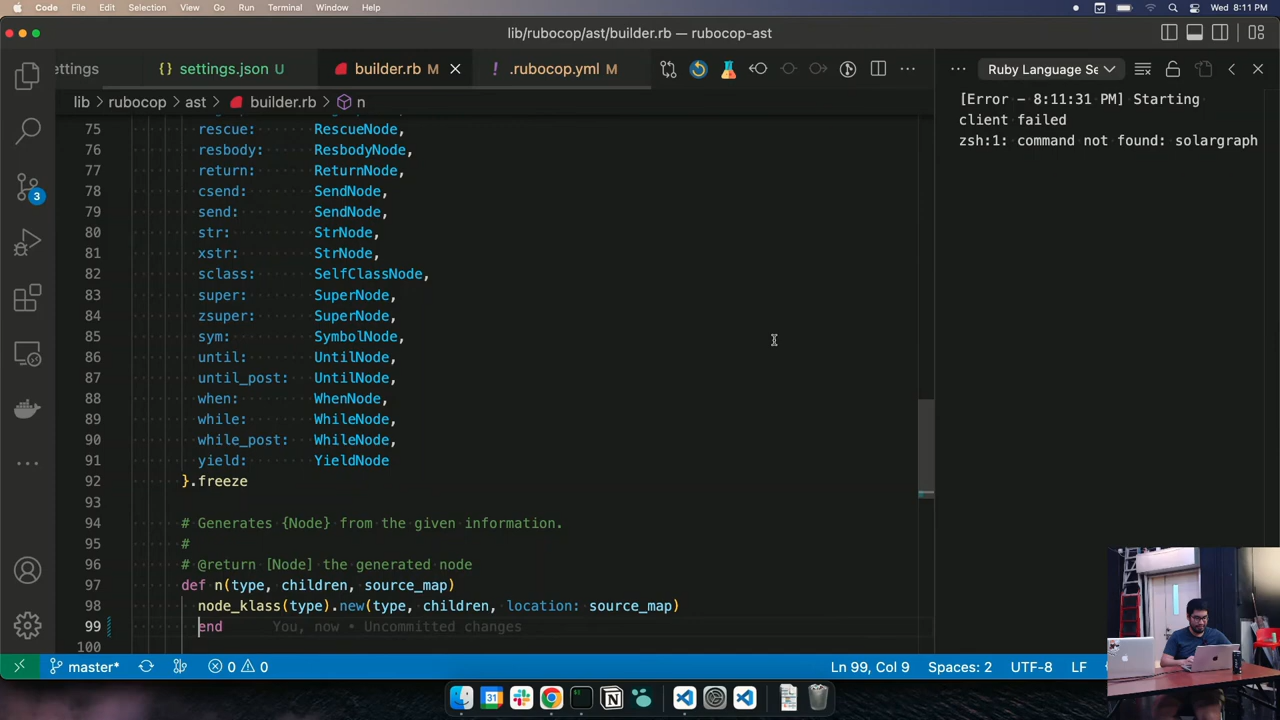 Code File Edit Selection View Go Run Terminal Window Help Wed 8:11 PM
lib/rubocop/ast/builder.rb — rubocop-ast
ettings settings.json U builder.rb M .rubocop.yml M
Ruby Language Se
lib rubocop ast builder.rb n
75 rescue: RescueNode,
76 resbody: ResbodyNode,
77 return: ReturnNode,
78 csend: SendNode,
79 send: SendNode,
80 str: StrNode,
81 xstr: StrNode,
82 sclass: SelfClassNode,
83 super: SuperNode,
84 zsuper: SuperNode,
85 sym: SymbolNode,
86 until: UntilNode,
87 until_post: UntilNode,
88 when: WhenNode,
89 while: WhileNode,
90 while_post: WhileNode,
91 yield: YieldNode
92 }.freeze
93
94 # Generates {Node} from the given information.
95 #
96 # @return [Node] the generated node
97 def n(type, children, source_map)
98 node_klass(type).new(type, children, location: source_map)
99 end You, now • Uncommitted changes
100
[Error - 8:11:31 PM] Starting
client failed
zsh:1: command not found: solargraph
3
master* 0 0 Ln 99, Col 9 Spaces: 2 UTF-8 LF
31